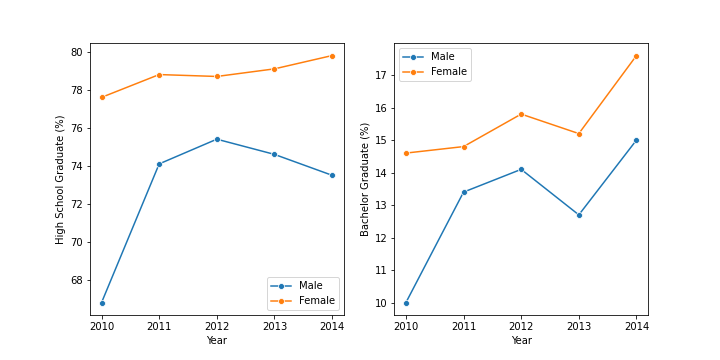 High School Graduate (%)
80
78
76
74
72
70
68
2010 2011 2012 2013 2014
Year
Male
Female
Bachelor Graduate (%)
17
16
15
14
13
12
11
10
2010 2011 2012 2013 2014
Year
Male
Female